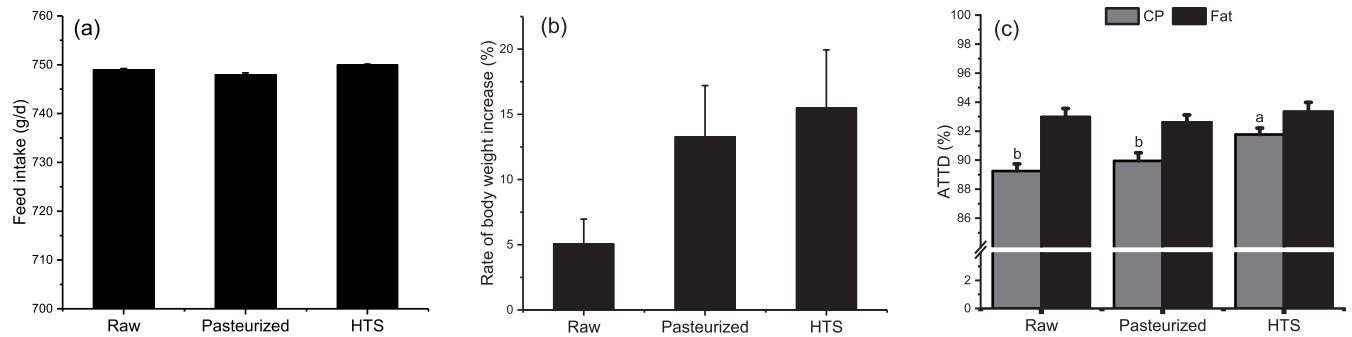 (a)
Feed intake (g/d)
760
750
740
730
720
710
700
Raw Pasteurized HTS
(b)
Rate of body weight increase (%)
20
15
10
5
0
Raw Pasteurized HTS
(c)
CP Fat
ATTD (%)
100
98
96
94
92
90
88
86
2
0
b b a
Raw Pasteurized HTS